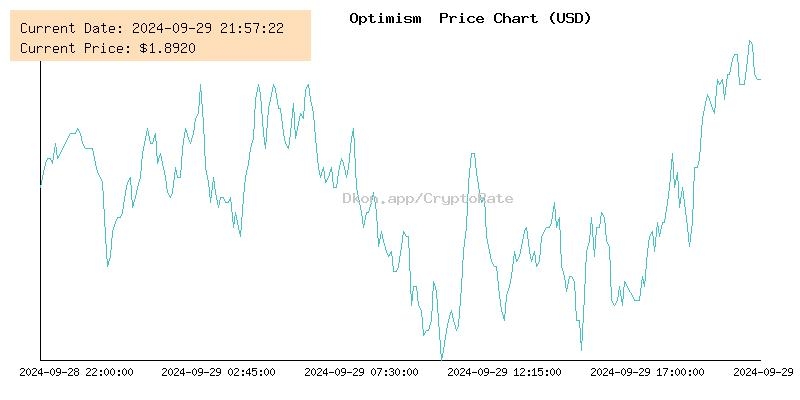 Optimism  Price Chart (USD)
Current Date: 2024-09-29 21:57:22
Current Price: $1.8920
Dkon.app/CryptoRate
2024-09-28 22:00:00 2024-09-29 02:45:00 2024-09-29 07:30:00 2024-09-29 12:15:00 2024-09-29 17:00:00 2024-09-29